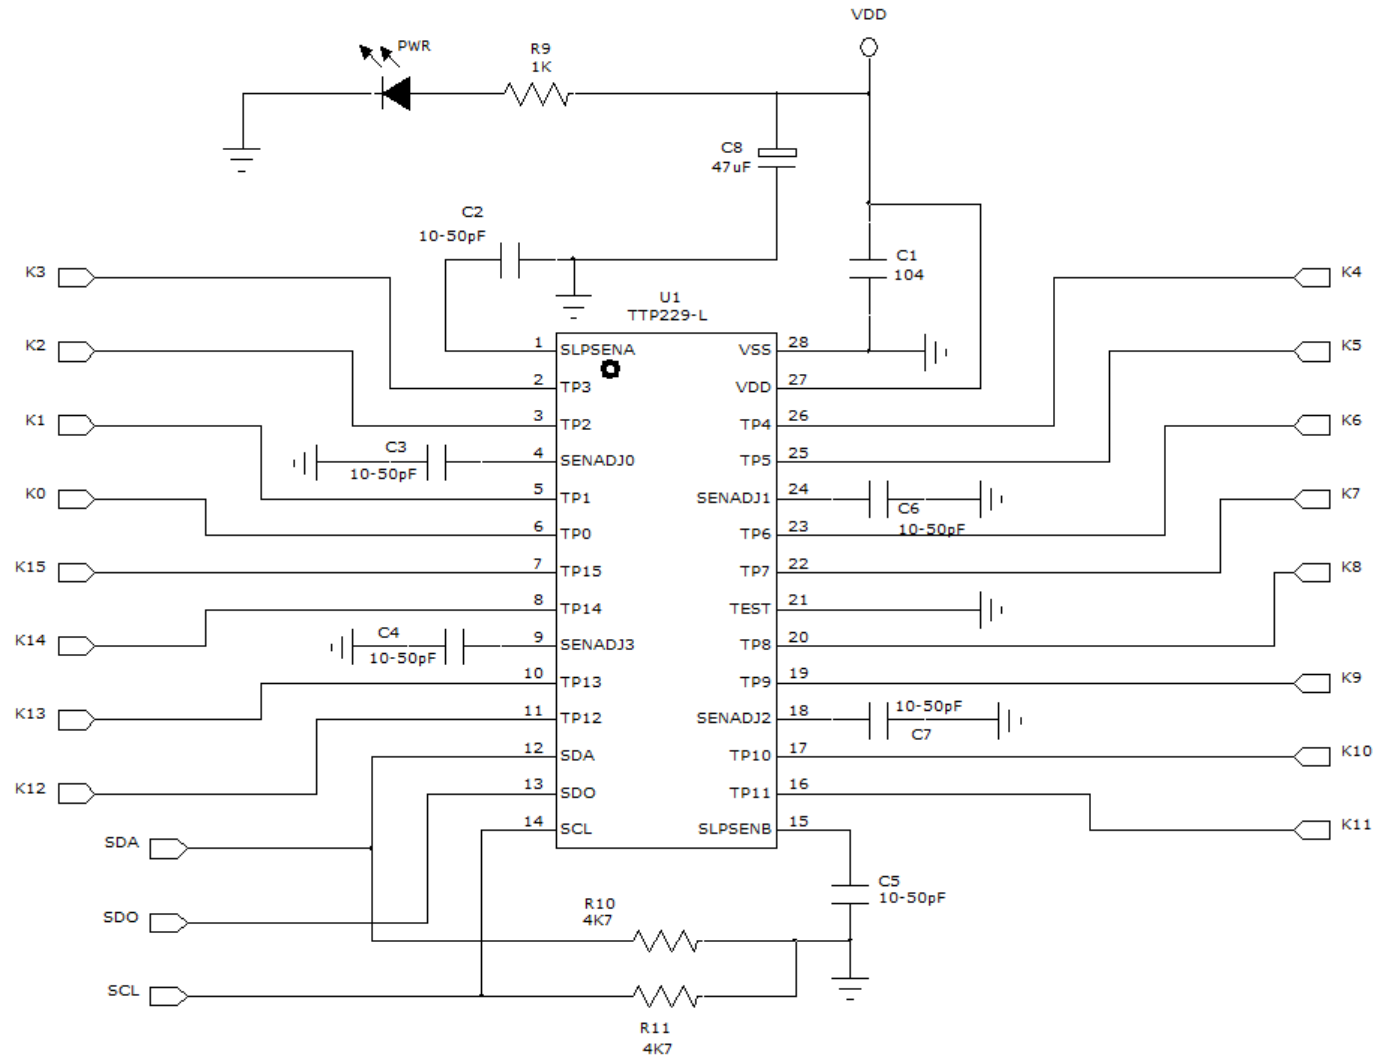 VDD
PWR
R9
1K
C8
47uF
C2
10-50pF
C1
104
K3
K4
U1
TTP229-L
K2
1
SLPSENA
VSS
28
K5
2
TP3
VDD
27
K1
3
TP2
TP4
26
K6
C3
10-50pF
4
SENADJ0
TP5
25
K0
5
TP1
SENADJ1
24
C6
10-50pF
K7
6
TP0
TP6
23
K15
7
TP15
TP7
22
K8
8
TP14
TEST
21
K14
C4
10-50pF
9
SENADJ3
TP8
20
10
TP13
TP9
19
K9
K13
11
TP12
SENADJ2
18
10-50pF
C7
12
SDA
TP10
17
K10
K12
13
SDO
TP11
16
14
SCL
SLPSENB
15
K11
SDA
C5
10-50pF
SDO
R10
4K7
SCL
R11
4K7